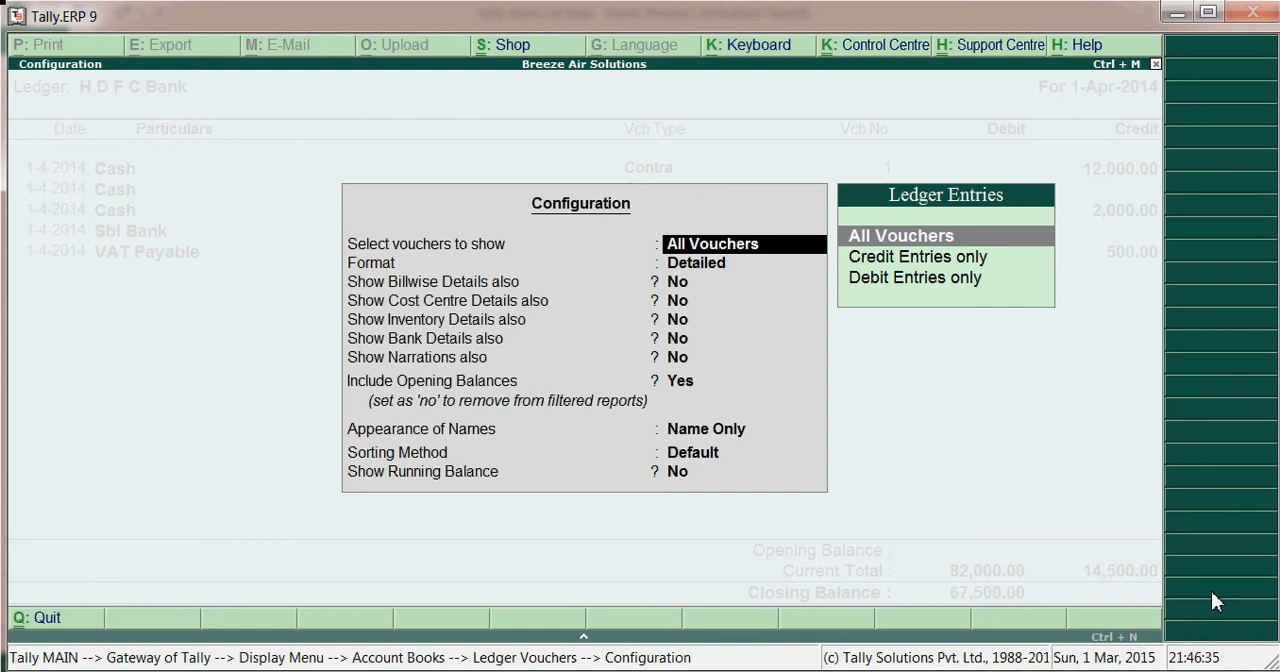 Tally.ERP 9
P: Print E: Export M: E-Mail O: Upload S: Shop G: Language K: Keyboard K: Control Centre H: Support Centre H: Help
Configuration Breeze Air Solutions Ctrl + M
Ledger: H D F C Bank For 1-Apr-2014
Date Particulars Vch Type Vch No. Debit Credit
1-4-2014 Cash Contra 1 12,000.00
1-4-2014 Cash
1-4-2014 Cash 2,000.00
1-4-2014 Sbi Bank
1-4-2014 VAT Payable 500.00
Configuration
Select vouchers to show : All Vouchers
Format : Detailed
Show Billwise Details also ? No
Show Cost Centre Details also ? No
Show Inventory Details also ? No
Show Bank Details also ? No
Show Narrations also ? No
Include Opening Balances ? Yes
(set as 'no' to remove from filtered reports)
Appearance of Names : Name Only
Sorting Method : Default
Show Running Balance ? No
Ledger Entries
All Vouchers
Credit Entries only
Debit Entries only
Opening Balance :
Current Total : 82,000.00 14,500.00
Closing Balance : 67,500.00
Q: Quit
Ctrl + N
Tally MAIN --> Gateway of Tally --> Display Menu --> Account Books --> Ledger Vouchers --> Configuration (c) Tally Solutions Pvt. Ltd., 1988-201 Sun, 1 Mar, 2015 21:46:35